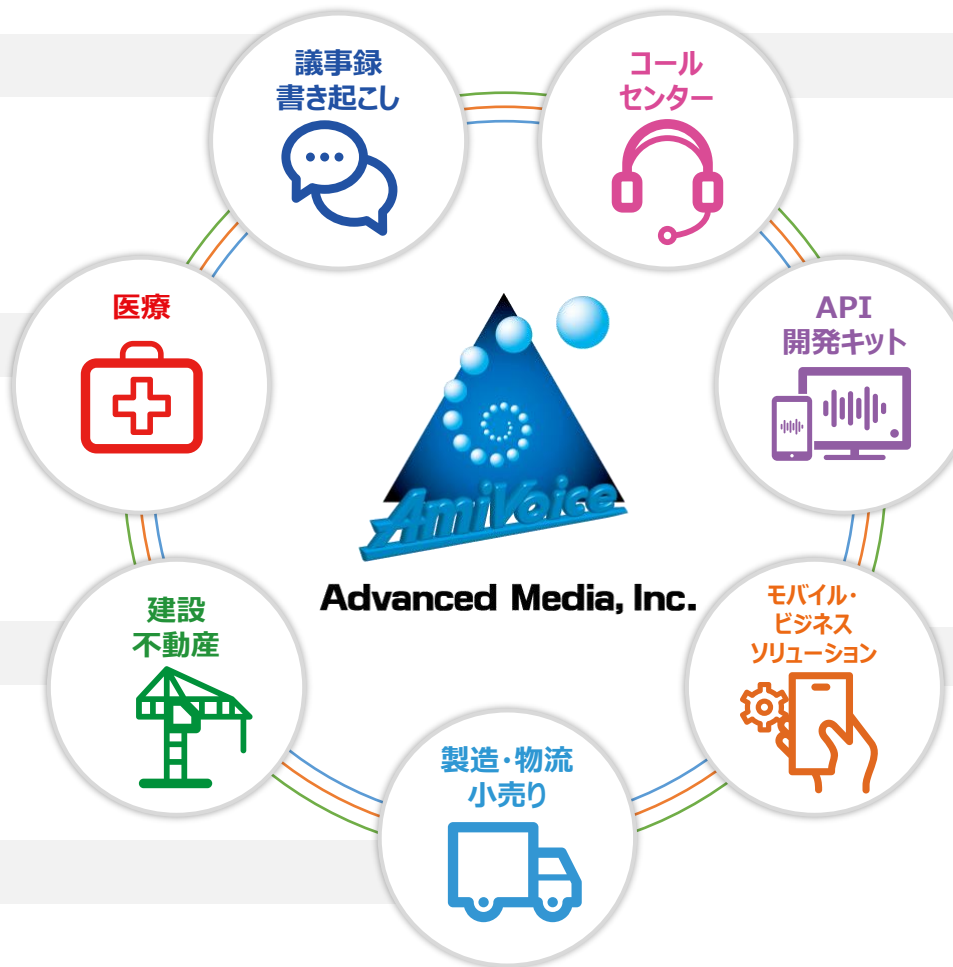 議事録
書き起こし
コール
センター
医療
API
開発キット
AmiVoice
Advanced Media, Inc.
建設
不動産
モバイル・
ビジネス
ソリューション
製造・物流
小売り